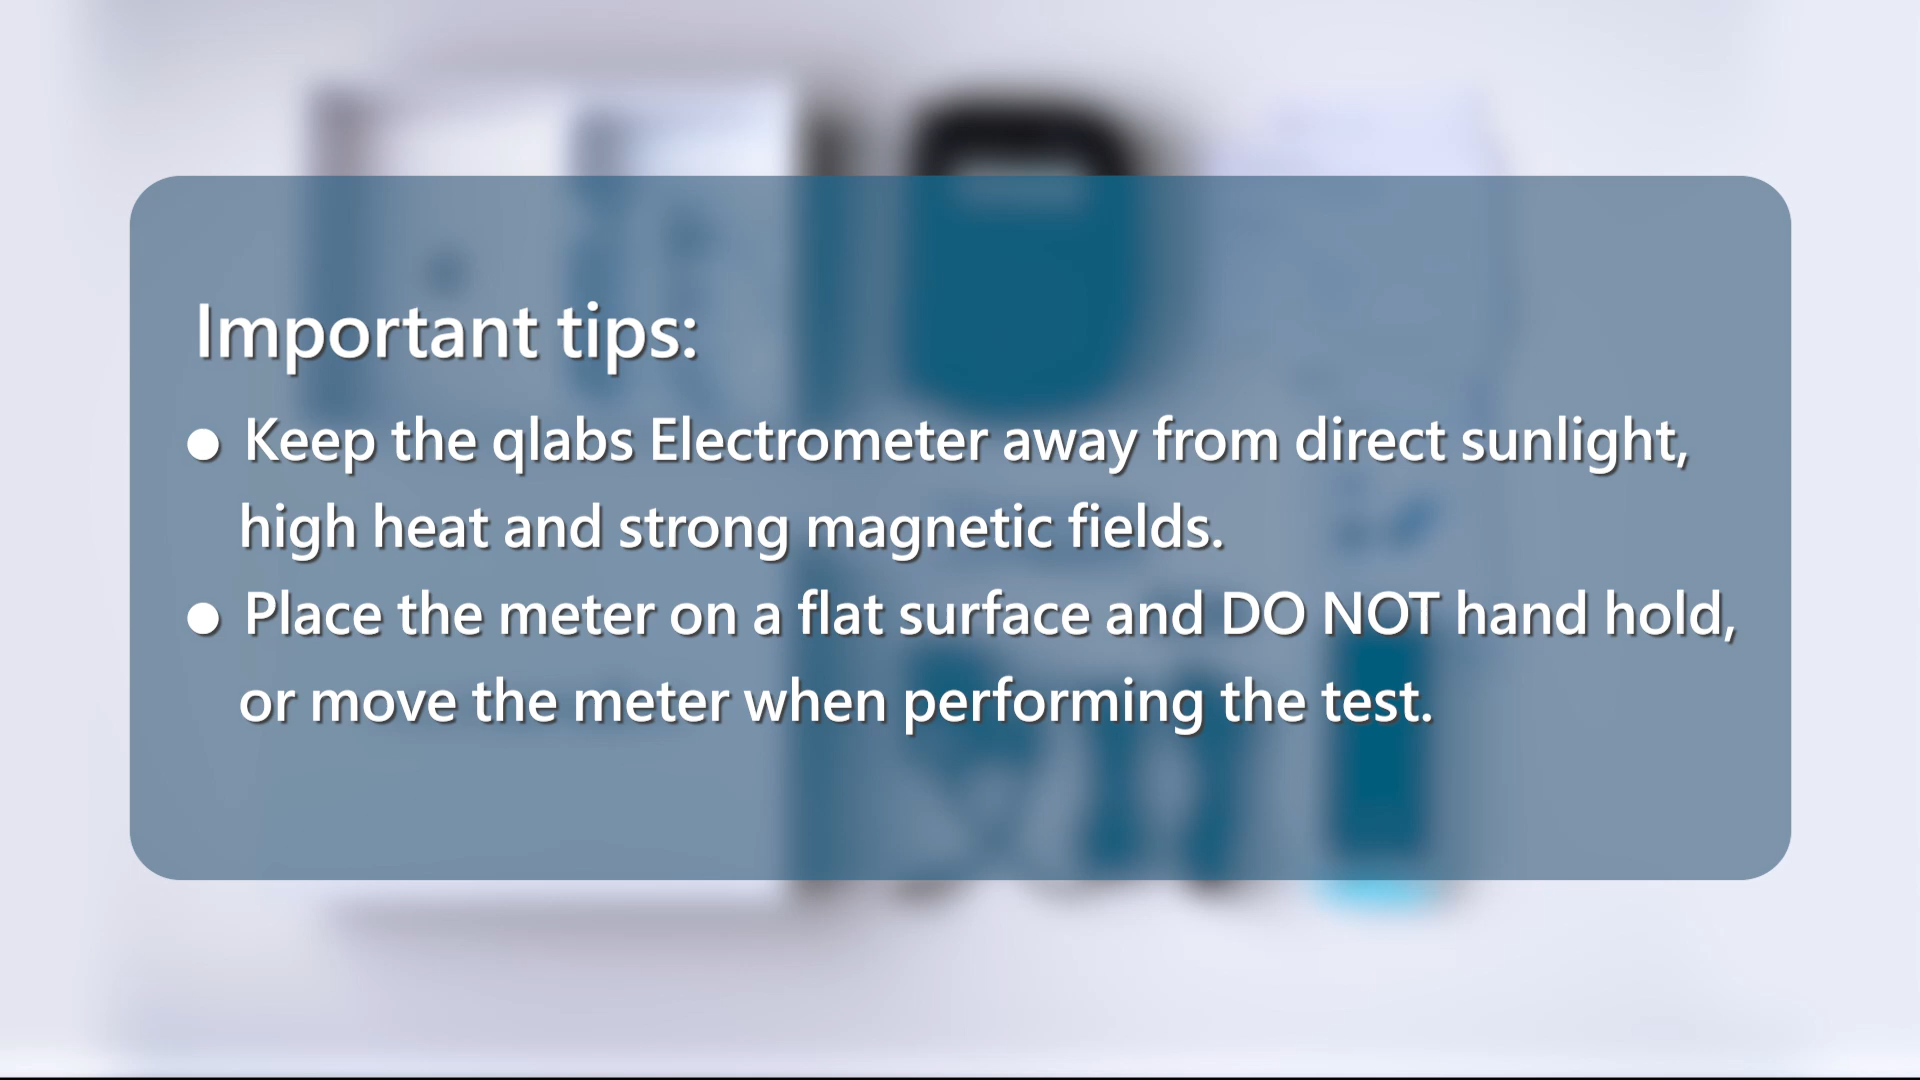 Important tips:
● Keep the qlabs Electrometer away from direct sunlight,
high heat and strong magnetic fields.
● Place the meter on a flat surface and DO NOT hand hold,
or move the meter when performing the test.